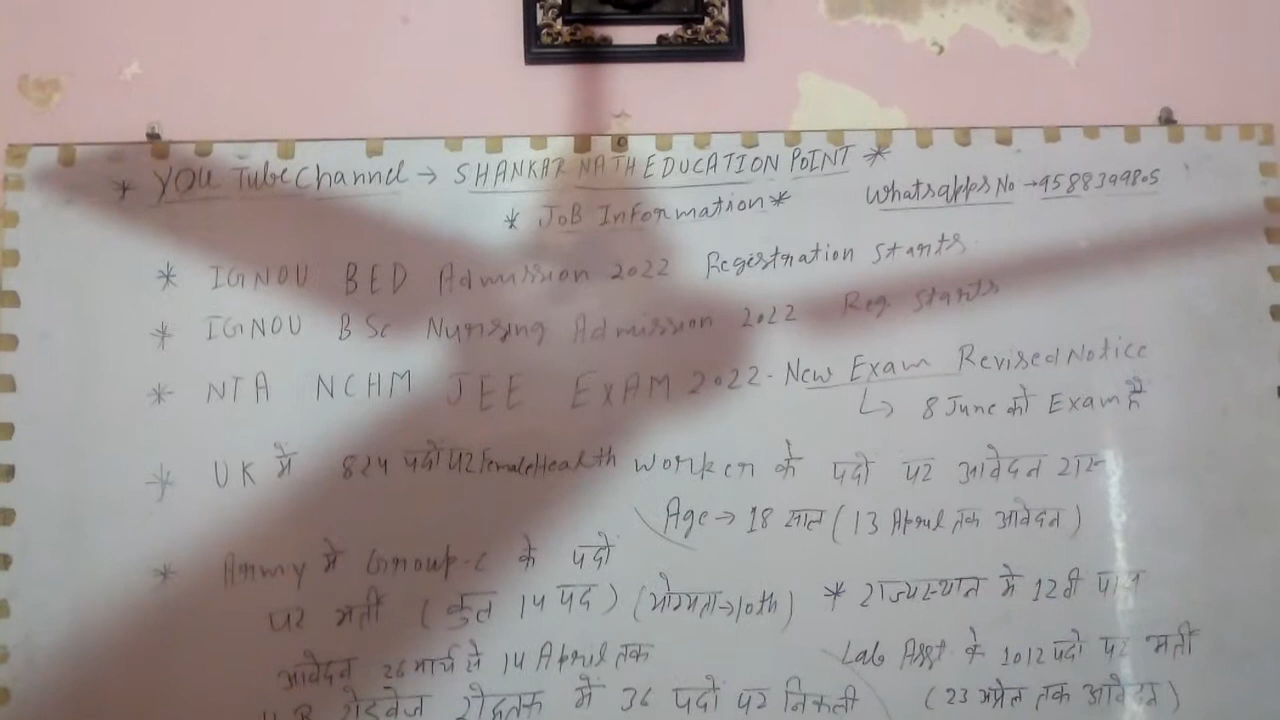 * YOU TubeChannel → SHANKAR NATH EDUCATION POINT *
Whatsapps No → 9588399805
* JOB InFormation *
* IGNOU BED Admission 2022 Registration Starts
* IGNOU BSc Nursing Admission 2022 Reg. Starts
* NTA NCHM JEE EXAM 2022 - New Exam Revised Notice
↳ 8 June को Exam है
* UK में 824 पदो पर Female Health Worker के पदो पर आवेदन
Age → 18 साल ( 13 April तक आवेदन )
* Army में Group-C के पदो
पर भर्ती ( कुल 14 पद ) ( योग्यता → 10th )
आवेदन 26 मार्च से 14 April तक
* राज्यस्थान में 12वी पास
Lab Asst. के 1012 पदो पर भर्ती
( 23 अप्रेल तक आवेदन )
रोडवेज रोहतक में 36 पदो पर निकली